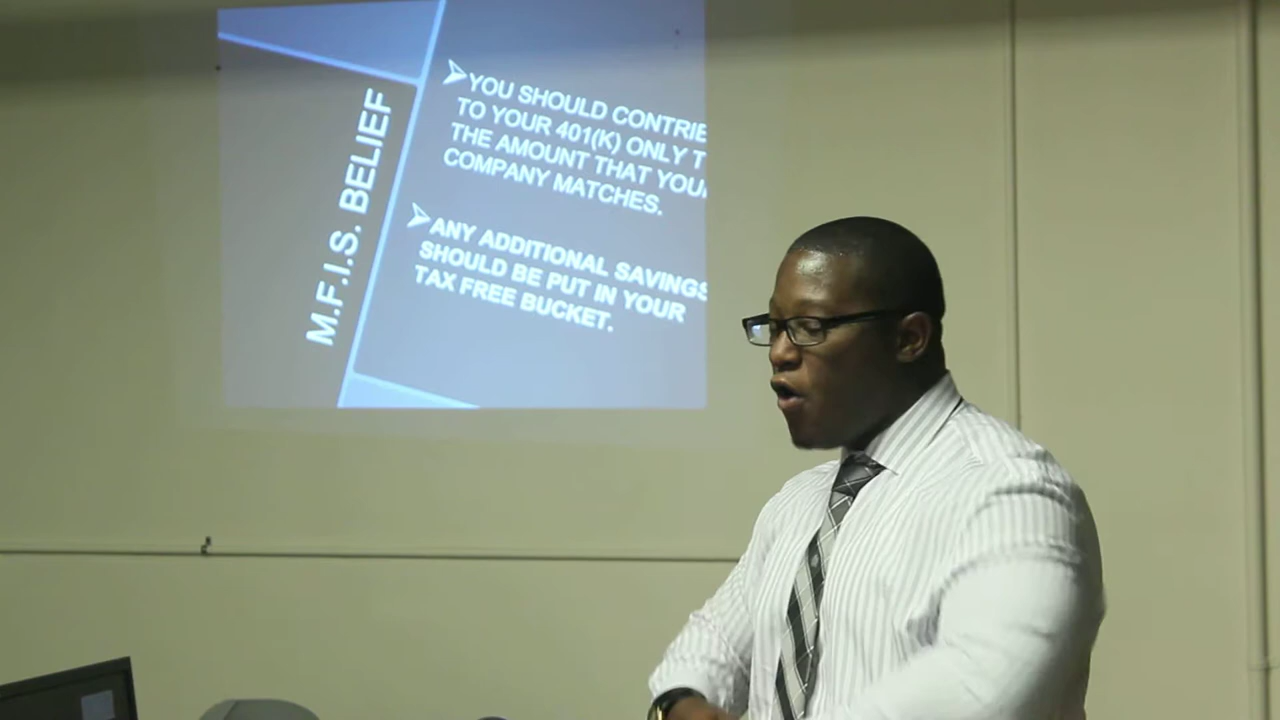 M.F.I.S. BELIEF
YOU SHOULD CONTRIB
TO YOUR 401(K) ONLY T
THE AMOUNT THAT YOU
COMPANY MATCHES.
ANY ADDITIONAL SAVINGS
SHOULD BE PUT IN YOUR
TAX FREE BUCKET.